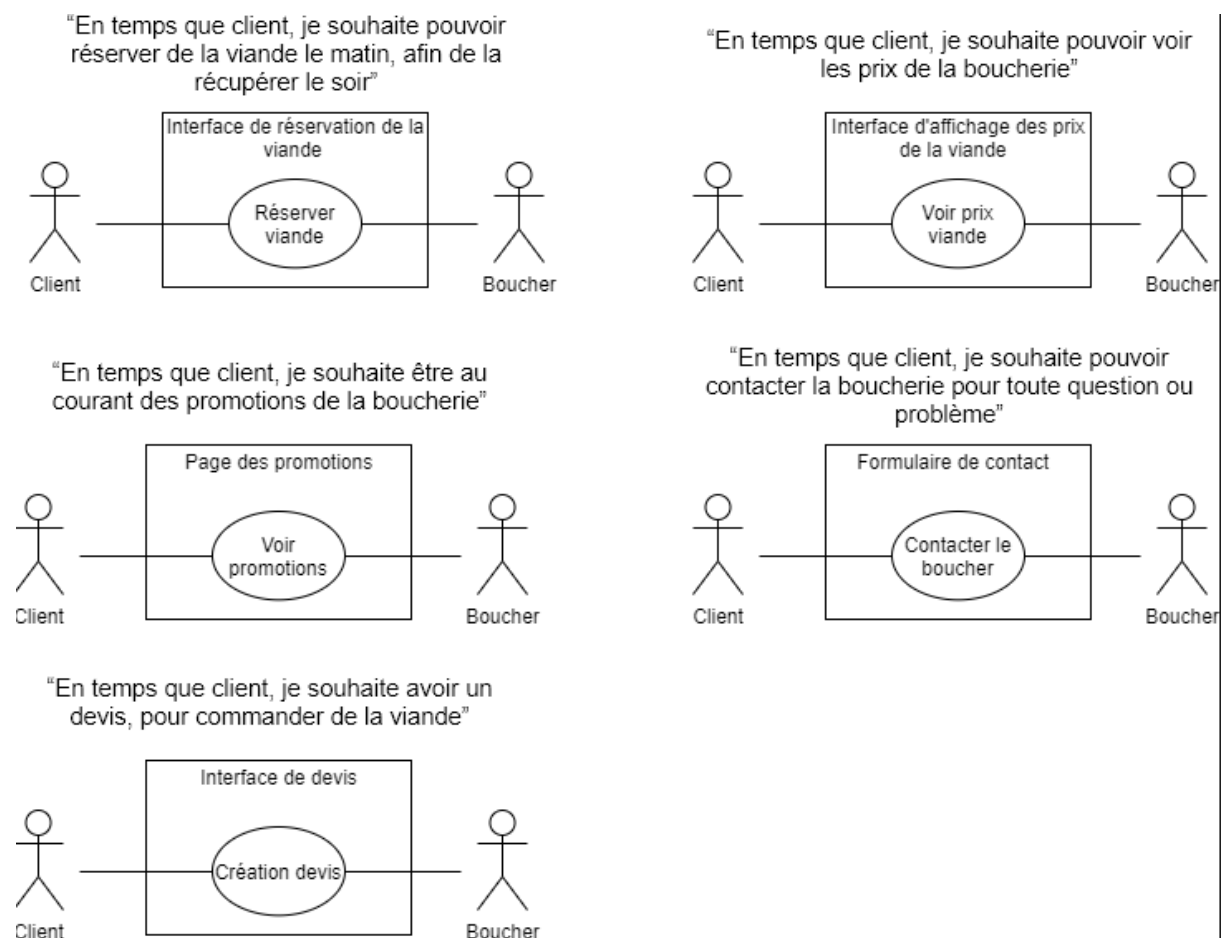 “En temps que client, je souhaite pouvoir
réserver de la viande le matin, afin de la
récupérer le soir”
Interface de réservation de la
viande
Réserver
viande
Client
Boucher
“En temps que client, je souhaite pouvoir voir
les prix de la boucherie”
Interface d'affichage des prix
de la viande
Voir prix
viande
Client
Boucher
“En temps que client, je souhaite être au
courant des promotions de la boucherie”
Page des promotions
Voir
promotions
Client
Boucher
“En temps que client, je souhaite pouvoir
contacter la boucherie pour toute question ou
problème”
Formulaire de contact
Contacter le
boucher
Client
Boucher
“En temps que client, je souhaite avoir un
devis, pour commander de la viande”
Interface de devis
Création devis
Client
Boucher